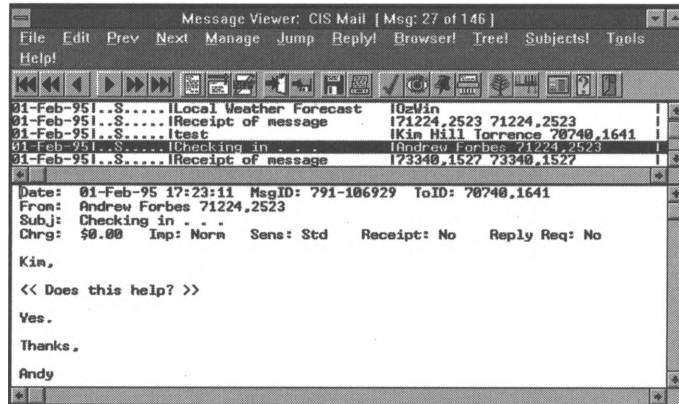 Message Viewer: CIS Mail [Msg: 27 of 146]
File Edit Prev Next Manage Jump Reply! Browser! Tree! Subjects! Tools
Help!
01-Feb-95|..S.....|Local Weather Forecast |OzWin |
01-Feb-95|..S.....|Receipt of message |71224,2523 71224,2523 |
01-Feb-95|..S.....|test |Kim Hill Torrence 70740,1641 |
01-Feb-95|..S.....|Checking in . . . |Andrew Forbes 71224,2523 |
01-Feb-95|..S.....|Receipt of message |73340,1527 73340,1527 |
Date: 01-Feb-95 17:23:11 MsgID: 791-106929 ToID: 70740,1641
From: Andrew Forbes 71224,2523
Subj: Checking in . . .
Chrg: $0.00 Imp: Norm Sens: Std Receipt: No Reply Req: No
Kim,
<< Does this help? >>
Yes.
Thanks,
Andy